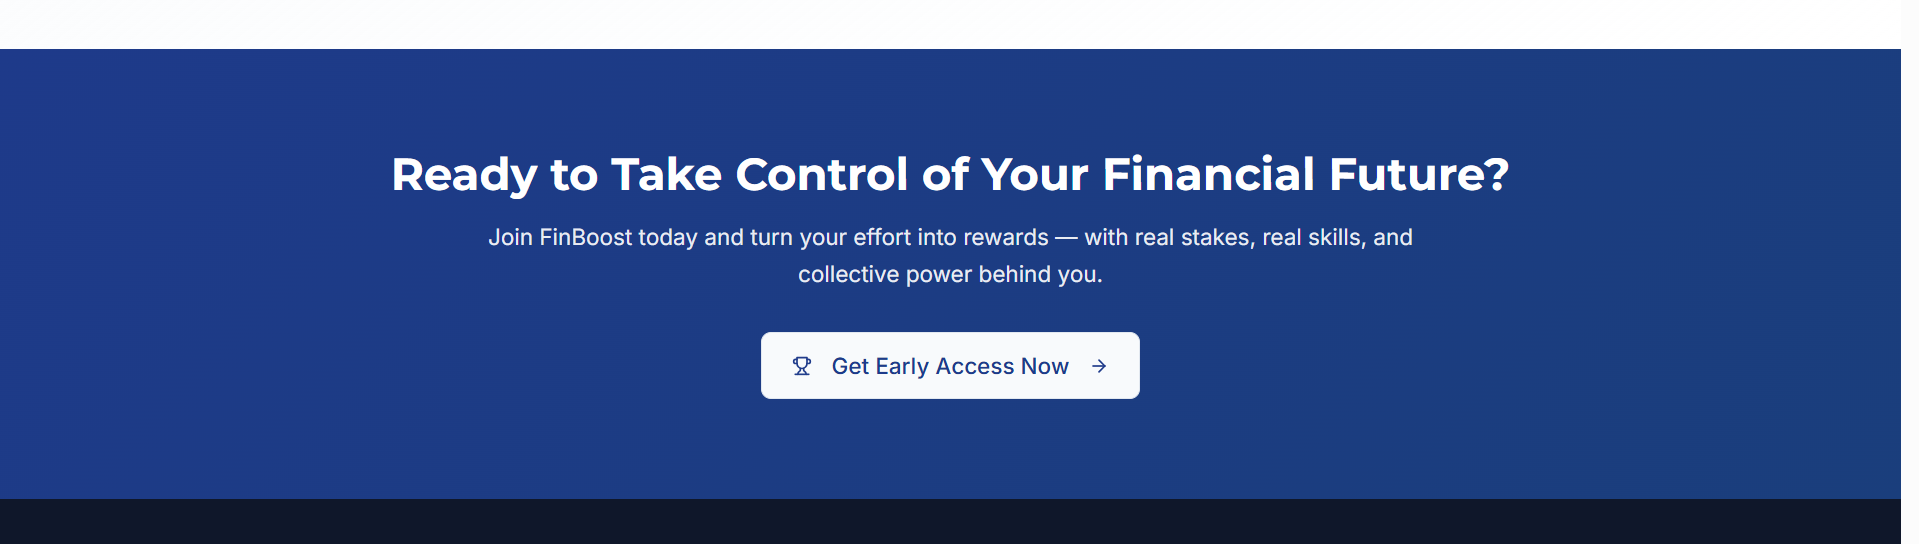 Ready to Take Control of Your Financial Future?
Join FinBoost today and turn your effort into rewards — with real stakes, real skills, and
collective power behind you.
Get Early Access Now